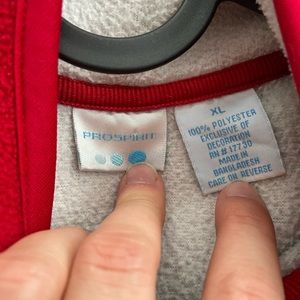 PROSPIRIT
XL
100% POLYESTER
EXCLUSIVE OF
DECORATION
RN # 17730
MADE IN
BANGLADESH
CARE ON REVERSE